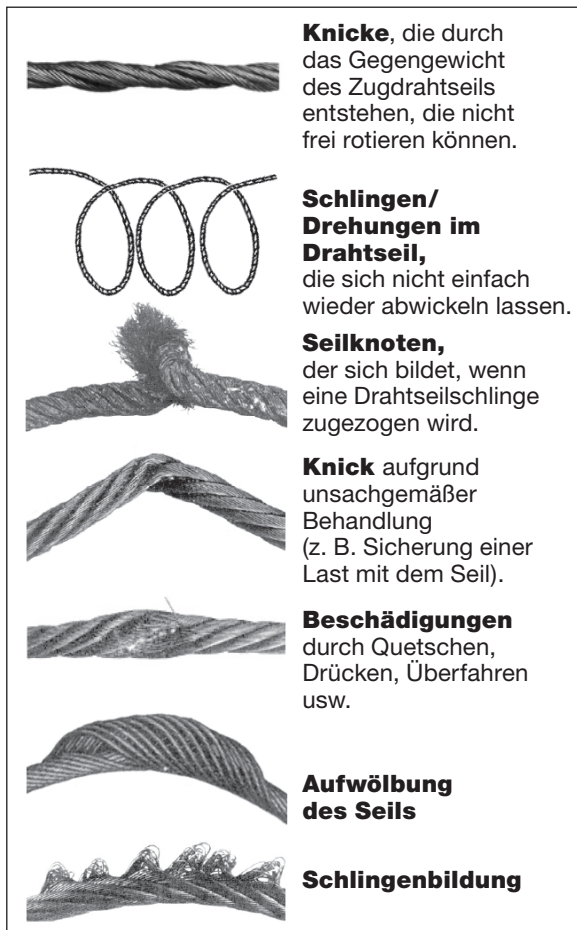 Knicke, die durch
das Gegengewicht
des Zugdrahtseils
entstehen, die nicht
frei rotieren können.
Schlingen/
Drehungen im
Drahtseil,
die sich nicht einfach
wieder abwickeln lassen.
Seilknoten,
der sich bildet, wenn
eine Drahtseilschlinge
zugezogen wird.
Knick aufgrund
unsachgemäßer
Behandlung
(z. B. Sicherung einer
Last mit dem Seil).
Beschädigungen
durch Quetschen,
Drücken, Überfahren
usw.
Aufwölbung
des Seils
Schlingenbildung